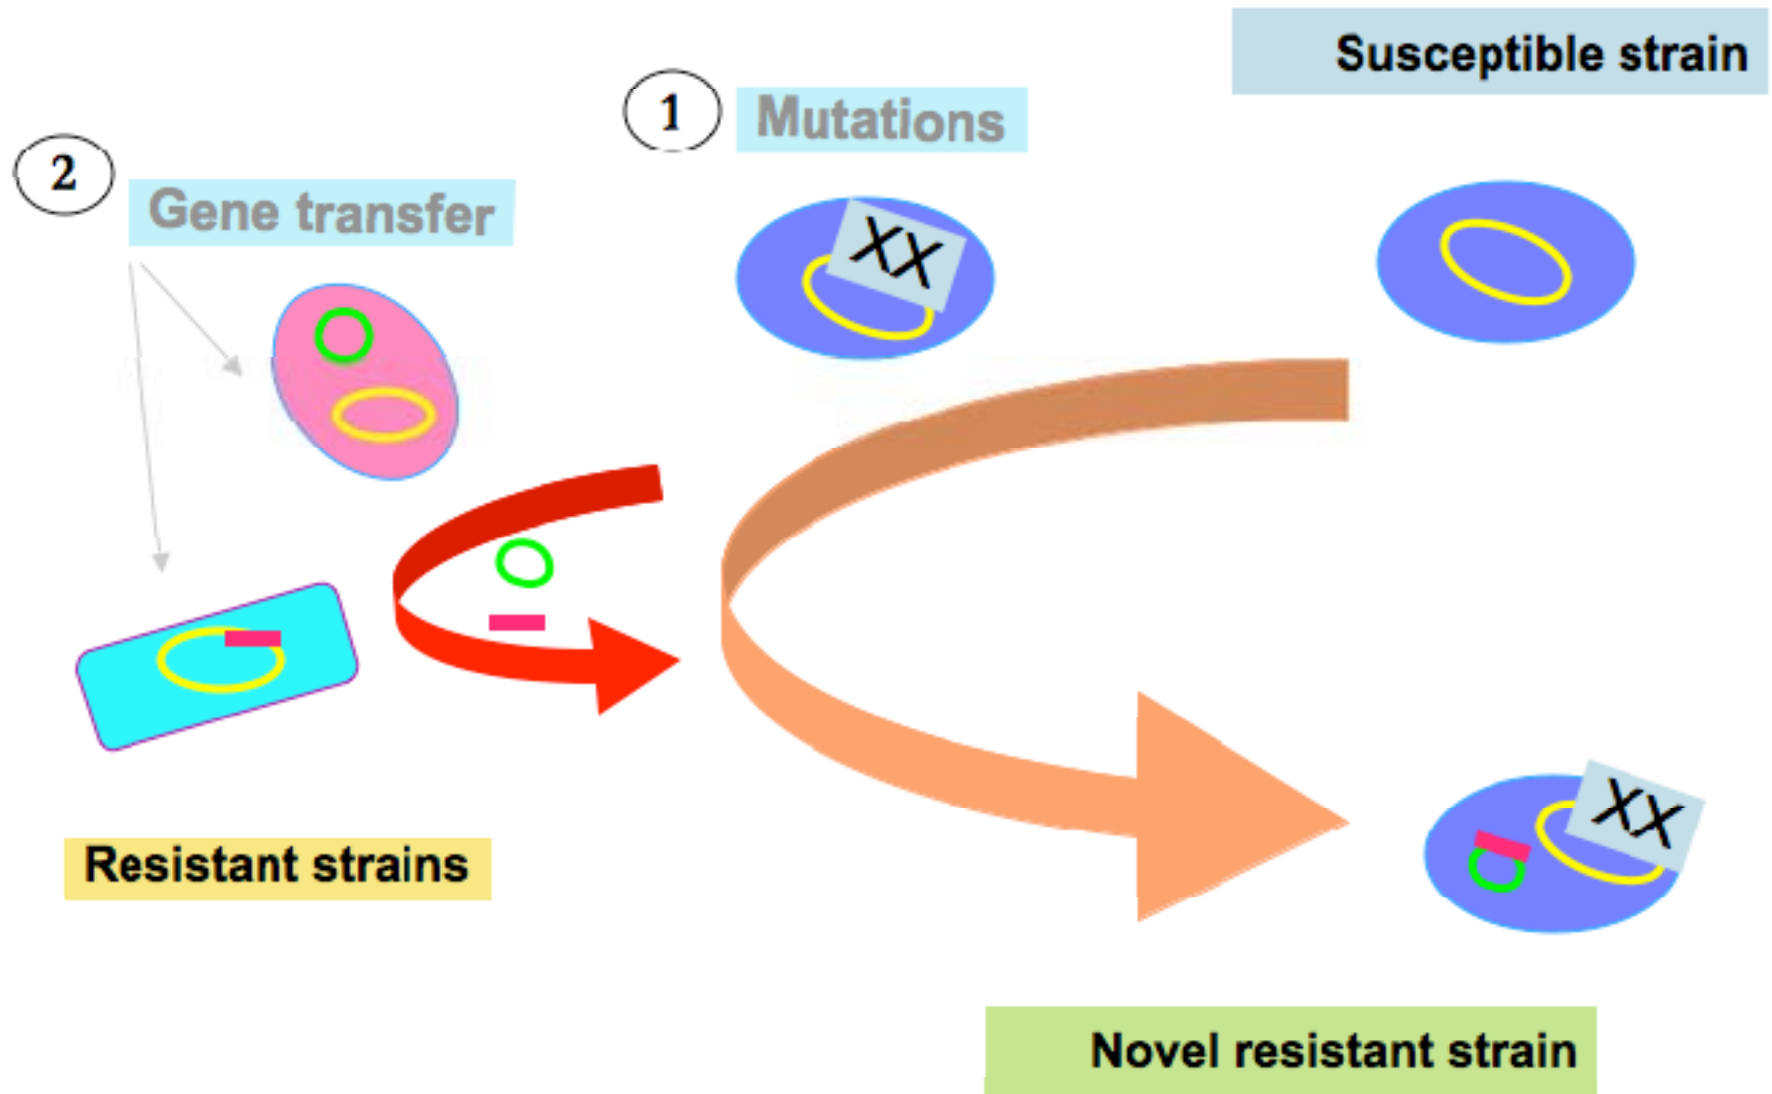 Susceptible strain
1
Mutations
2
Gene transfer
XX
Resistant strains
XX
Novel resistant strain